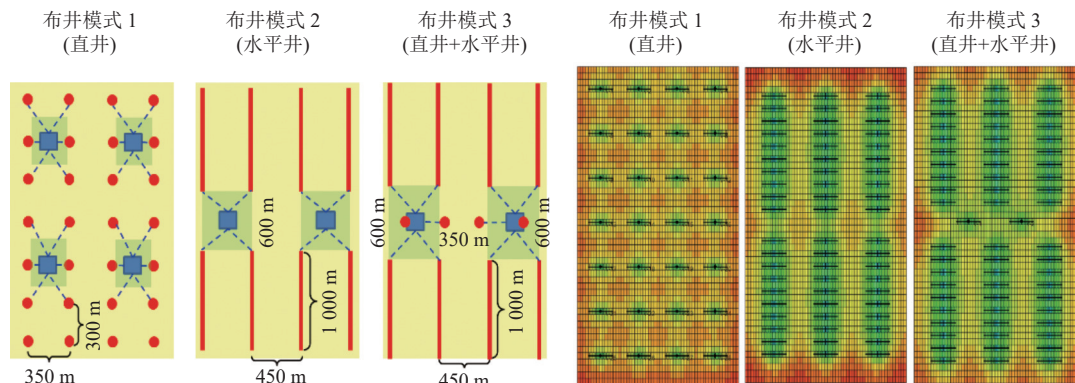 布井模式 1
(直井)
布井模式 2
(水平井)
布井模式 3
(直井+水平井)
布井模式 1
(直井)
布井模式 2
(水平井)
布井模式 3
(直井+水平井)
300 m
350 m
600 m
1 000 m
450 m
600 m
350 m
600 m
1 000 m
450 m